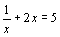 1/x + 2x = 5